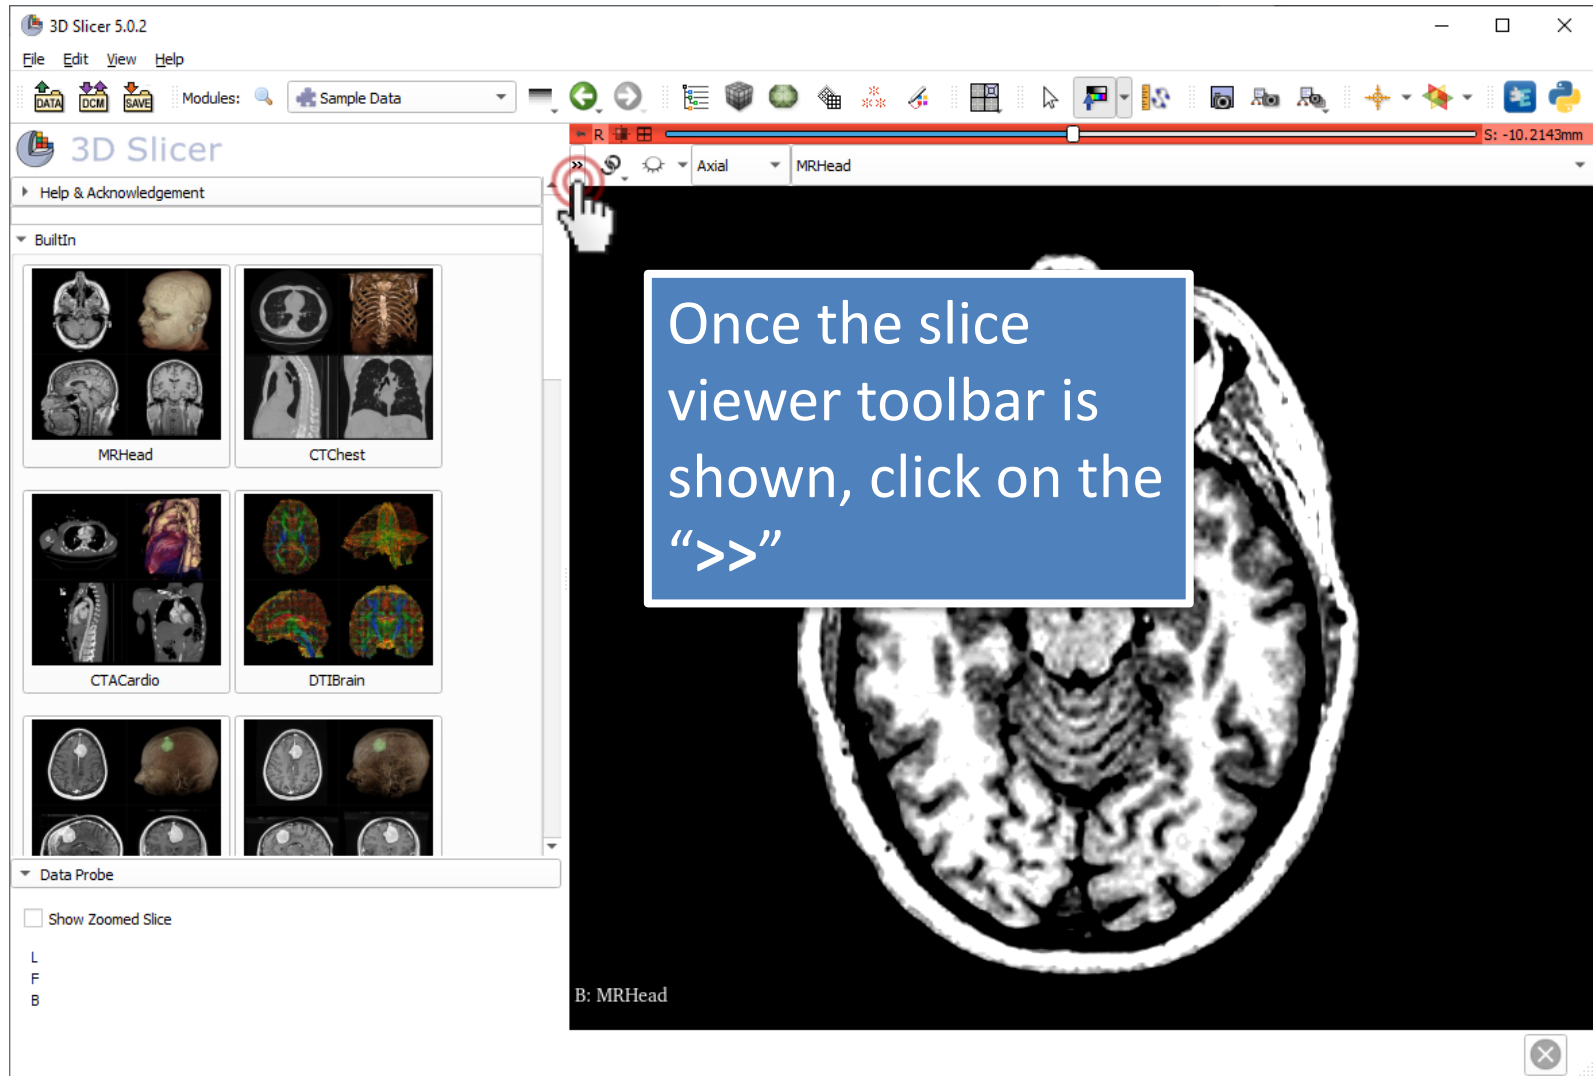 3D Slicer 5.0.2
File Edit View Help
DATA DCM SAVE Modules: Sample Data
3D Slicer
R S: -10.2143mm
» Axial MRHead
Help & Acknowledgement
BuiltIn
MRHead CTChest
CTACardio DTIBrain
Once the slice
viewer toolbar is
shown, click on the
“>>”
Data Probe
Show Zoomed Slice
L
F
B
B: MRHead